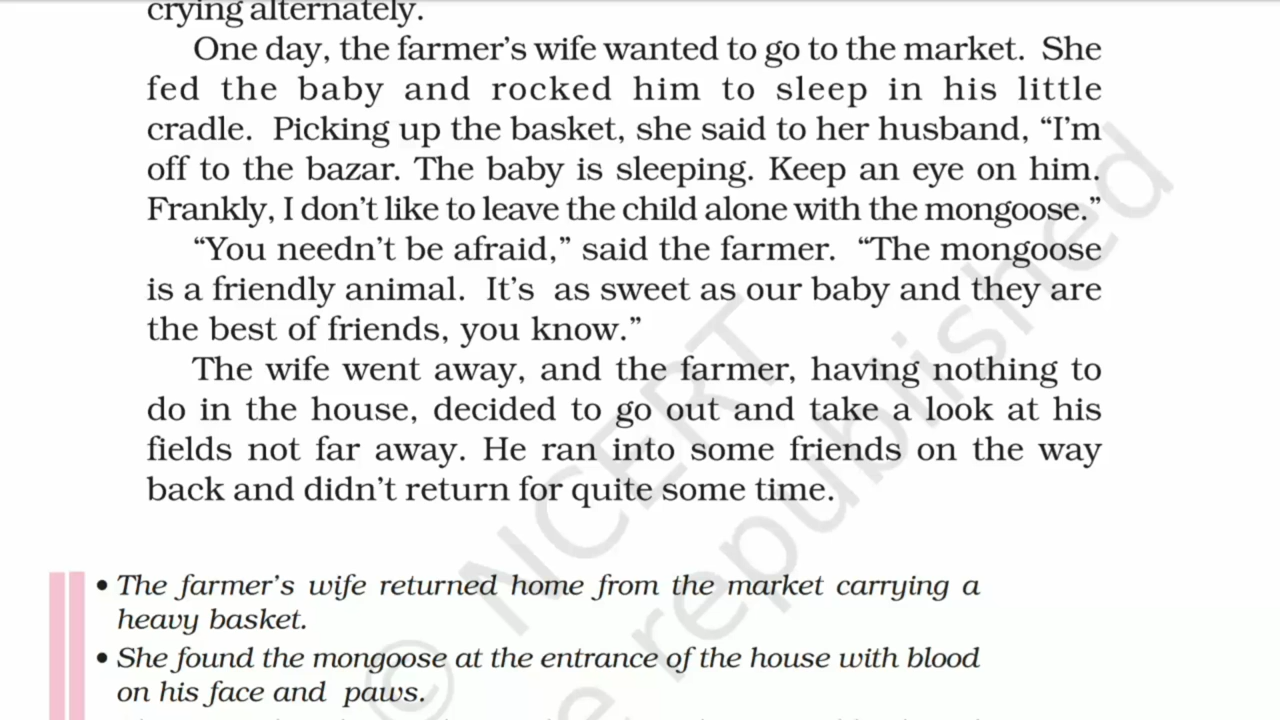 crying alternately.
One day, the farmer's wife wanted to go to the market. She
fed the baby and rocked him to sleep in his little
cradle. Picking up the basket, she said to her husband, “I'm
off to the bazar. The baby is sleeping. Keep an eye on him.
Frankly, I don't like to leave the child alone with the mongoose.”
“You needn't be afraid,” said the farmer. “The mongoose
is a friendly animal. It's as sweet as our baby and they are
the best of friends, you know.”
The wife went away, and the farmer, having nothing to
do in the house, decided to go out and take a look at his
fields not far away. He ran into some friends on the way
back and didn't return for quite some time.
• The farmer's wife returned home from the market carrying a
heavy basket.
• She found the mongoose at the entrance of the house with blood
on his face and paws.
© NCERT
republished